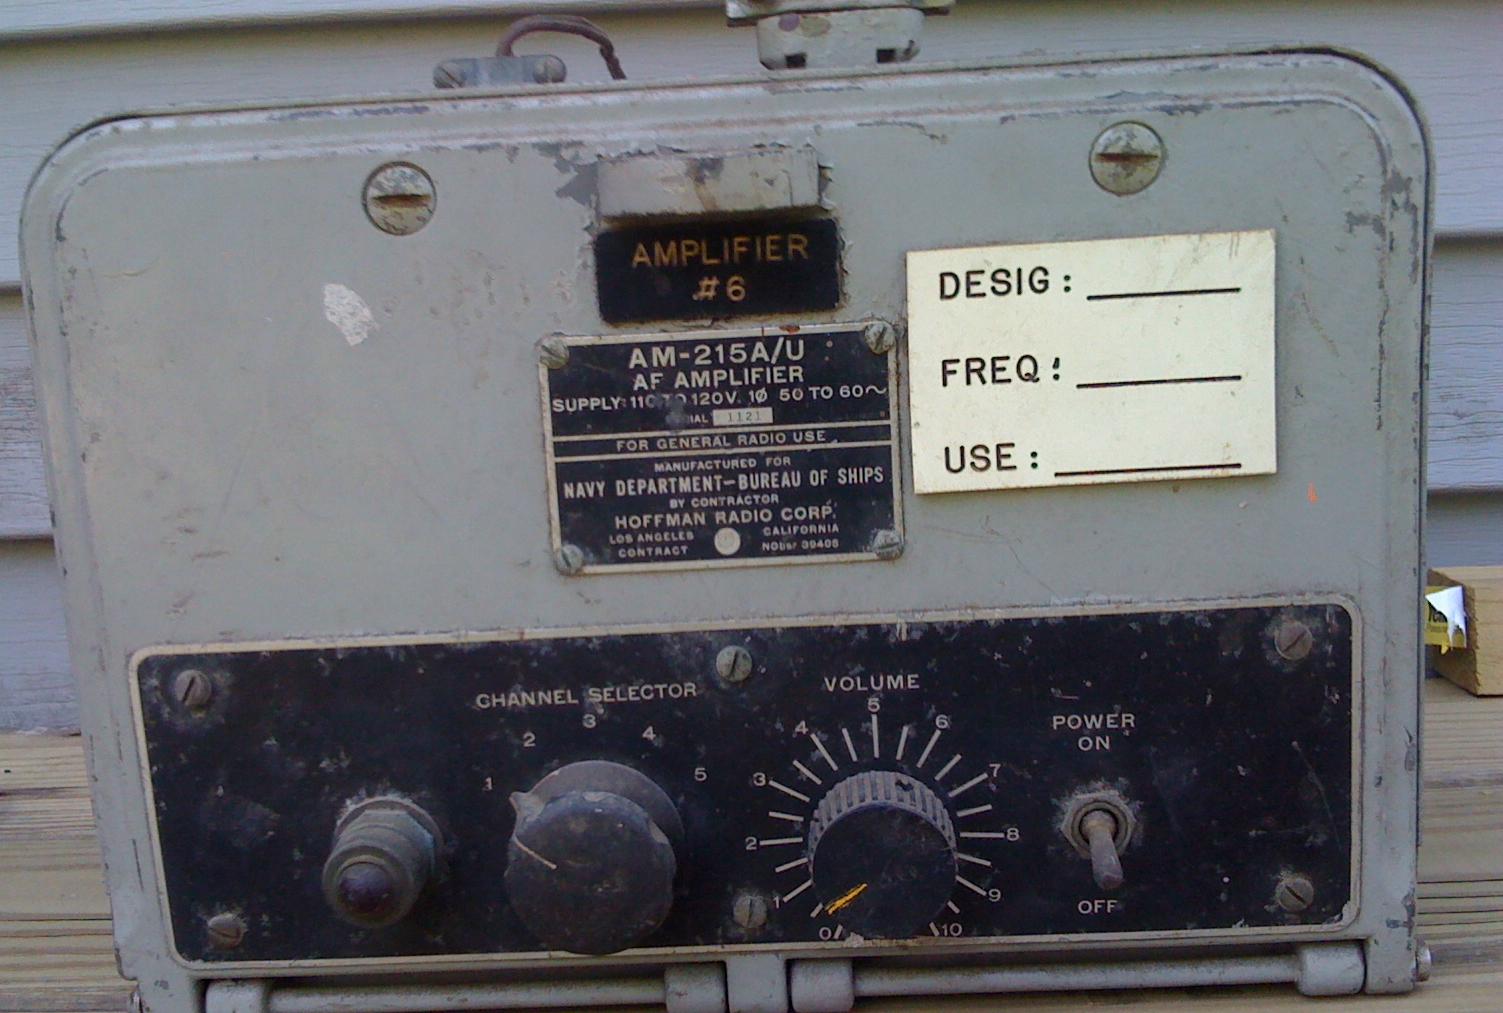 AMPLIFIER
#6
DESIG:
FREQ:
USE:
AM-215A/U
AF AMPLIFIER
SUPPLY: 110 TO 120V. 1Ø 50 TO 60~
1121
FOR GENERAL RADIO USE
MANUFACTURED FOR
NAVY DEPARTMENT-BUREAU OF SHIPS
BY CONTRACTOR
HOFFMAN RADIO CORP.
LOS ANGELES CALIFORNIA
CONTRACT NObsr 39408
CHANNEL SELECTOR
1 2 3 4 5
VOLUME
0 1 2 3 4 5 6 7 8 9 10
POWER
ON
OFF